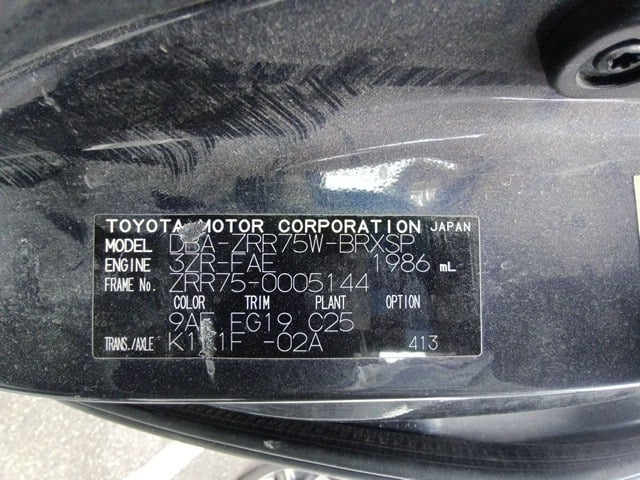 TOYOTA MOTOR CORPORATION JAPAN
MODEL DBA-ZRR75W-BRXSP
ENGINE 3ZR-FAE 1986 mL
FRAME No. ZRR75-0005144
COLOR TRIM PLANT OPTION
FG19 C25
TRANS./AXLE -02A 413